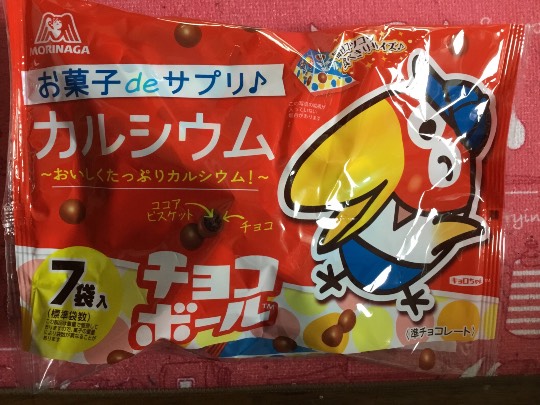 MORINAGA
お菓子deサプリ♪
カルシウム
～おいしくたっぷりカルシウム!～
ココア
ビスケット
チョコ
7袋入
(標準袋数)
チョコ
ボール™
キョロちゃん
(準チョコレート)